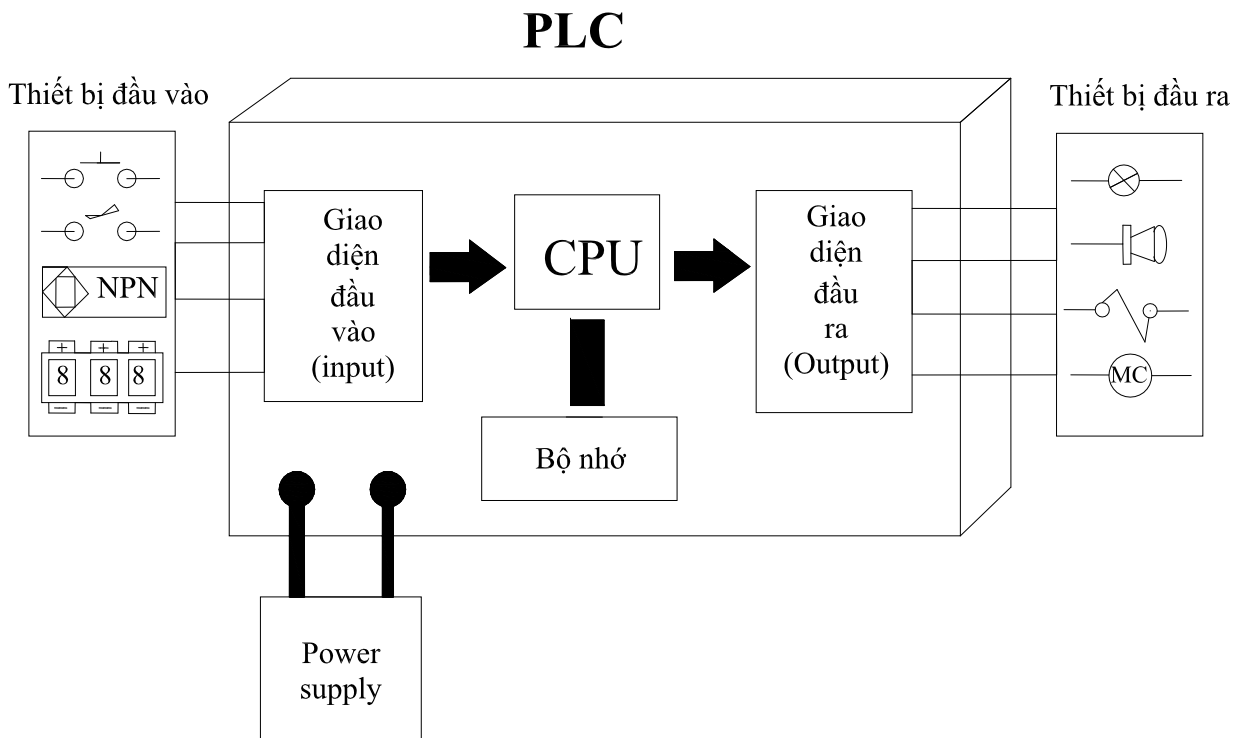 PLC
Thiết bị đầu vào
Thiết bị đầu ra
NPN
8 8 8
Giao
diện
đầu
vào
(input)
CPU
Bộ nhớ
Giao
diện
đầu
ra
(Output)
MC
Power
supply